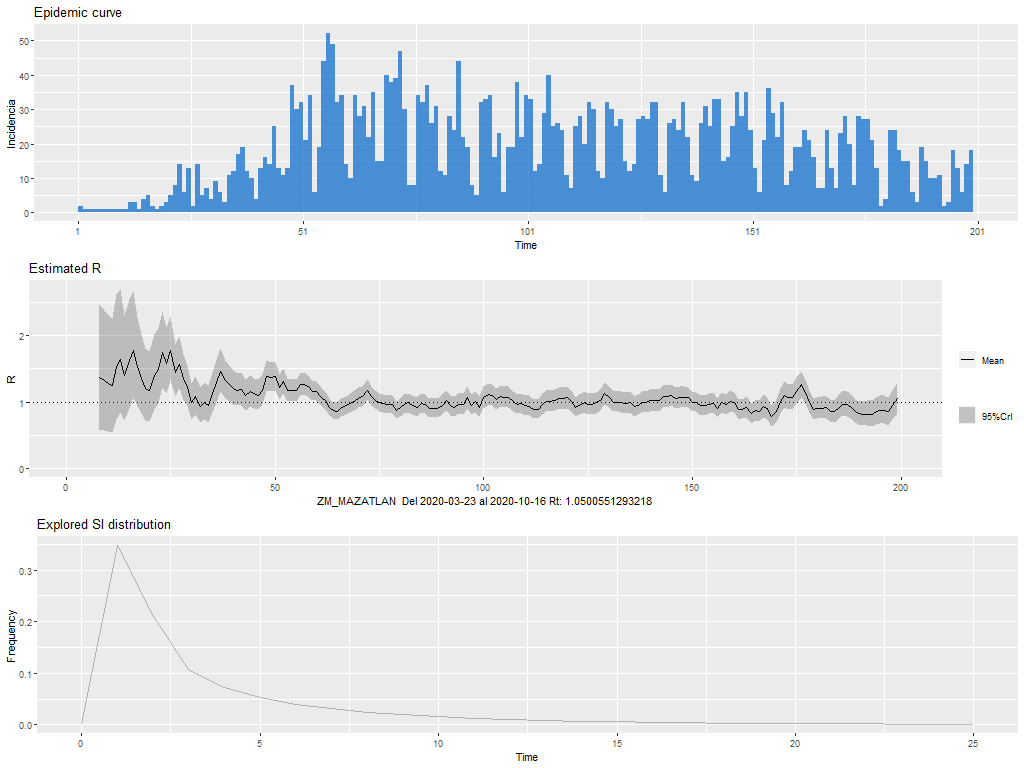 Epidemic curve
50
40
30
20
10
0
Incidencia
1
51
101
151
201
Time
Estimated R
2
1
0
R
Mean
95%CrI
0
50
100
150
200
ZM_MAZATLAN Del 2020-03-23 al 2020-10-16 Rt: 1.0500551293218
Explored SI distribution
0.3
0.2
0.1
0.0
Frequency
0
5
10
15
20
25
Time